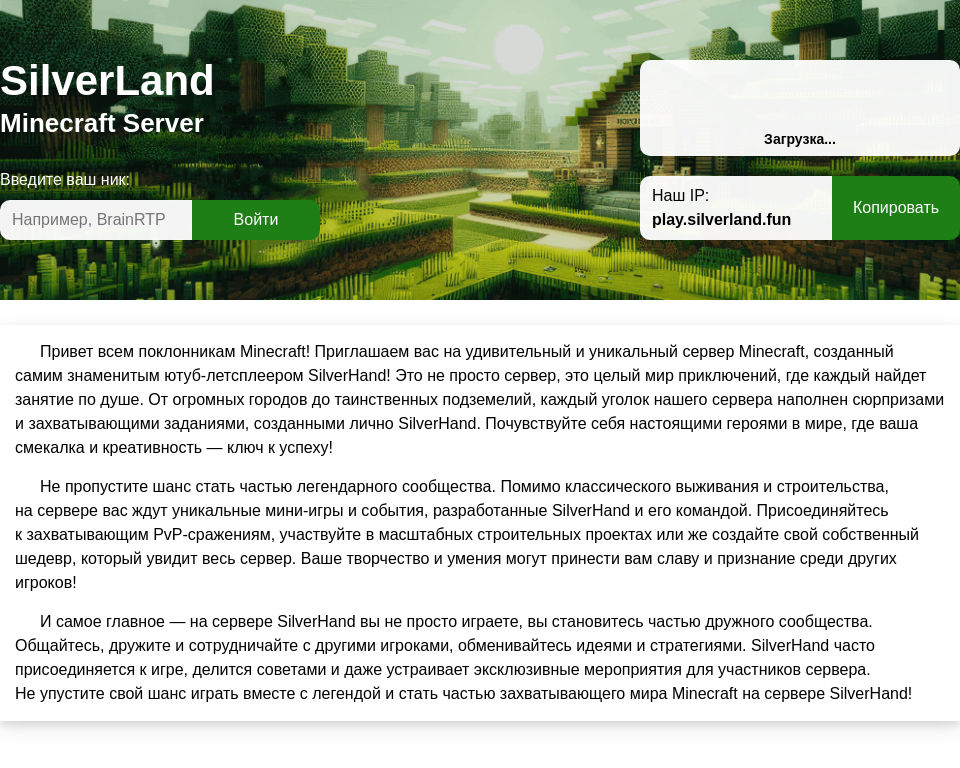 SilverLand
Minecraft Server
Введите ваш ник:
Например, BrainRTP
Войти
Загрузка...
Наш IP:
play.silverland.fun
Копировать
Привет всем поклонникам Minecraft! Приглашаем вас на удивительный и уникальный сервер Minecraft, созданный
самим знаменитым ютуб-летсплеером SilverHand! Это не просто сервер, это целый мир приключений, где каждый найдет
занятие по душе. От огромных городов до таинственных подземелий, каждый уголок нашего сервера наполнен сюрпризами
и захватывающими заданиями, созданными лично SilverHand. Почувствуйте себя настоящими героями в мире, где ваша
смекалка и креативность — ключ к успеху!
Не пропустите шанс стать частью легендарного сообщества. Помимо классического выживания и строительства,
на сервере вас ждут уникальные мини-игры и события, разработанные SilverHand и его командой. Присоединяйтесь
к захватывающим PvP-сражениям, участвуйте в масштабных строительных проектах или же создайте свой собственный
шедевр, который увидит весь сервер. Ваше творчество и умения могут принести вам славу и признание среди других
игроков!
И самое главное — на сервере SilverHand вы не просто играете, вы становитесь частью дружного сообщества.
Общайтесь, дружите и сотрудничайте с другими игроками, обменивайтесь идеями и стратегиями. SilverHand часто
присоединяется к игре, делится советами и даже устраивает эксклюзивные мероприятия для участников сервера.
Не упустите свой шанс играть вместе с легендой и стать частью захватывающего мира Minecraft на сервере SilverHand!